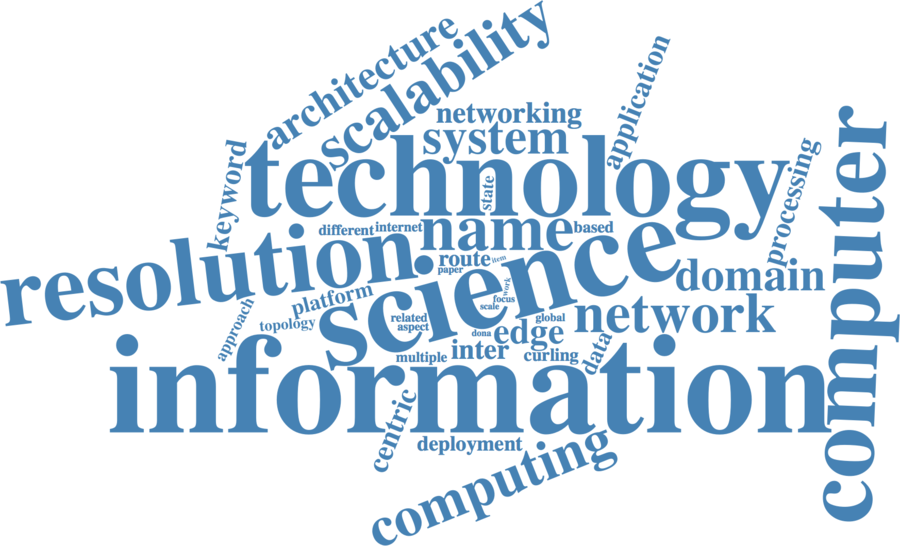 architecture
scalability
application
networking
system
keyword
technology
processing
computer
state
different
internet
name
based
resolution
route
item
paper
science
domain
work
platform
focus
scale
approach
topology
related
aspect
global
network
dona
edge
data
multiple
inter
curling
information
centric
deployment
computing